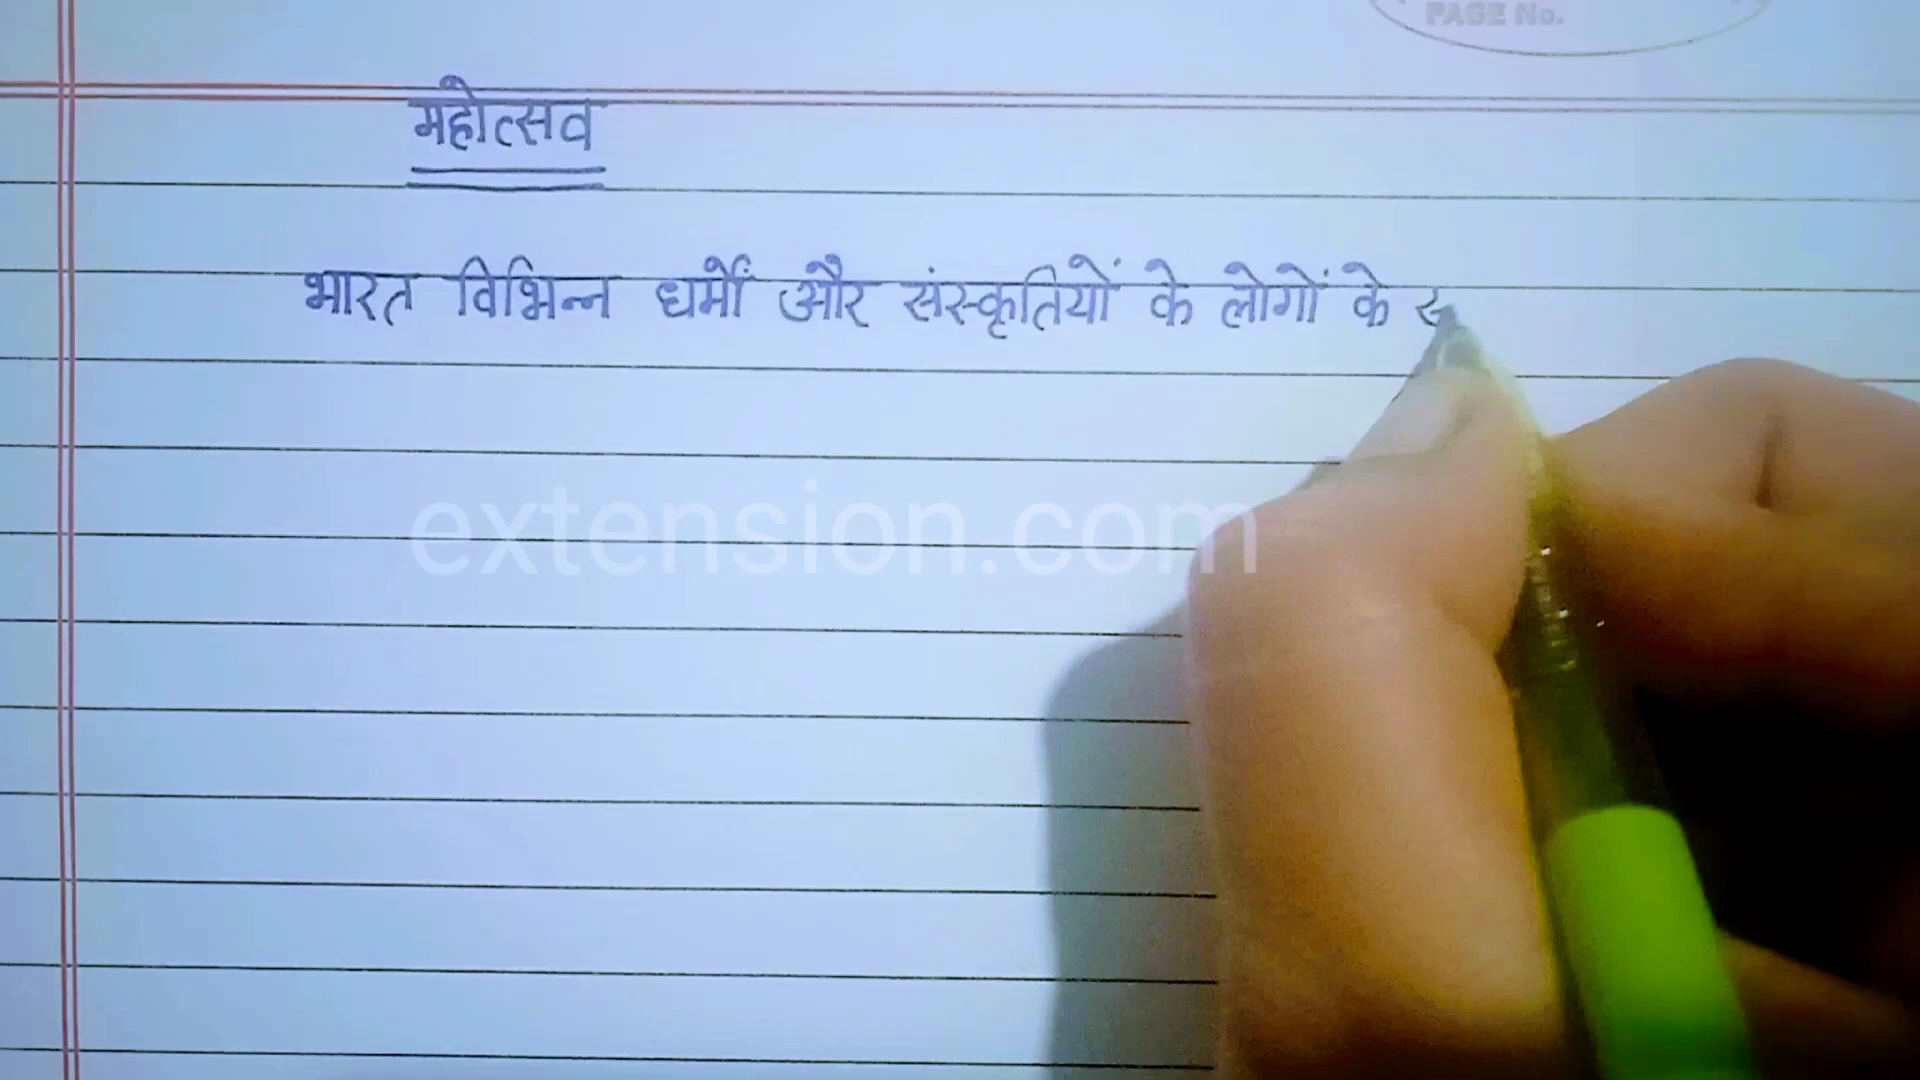 PAGE No.
महोत्सव
भारत विभिन्न धर्मों और संस्कृतियों के लोगों के
extension.com